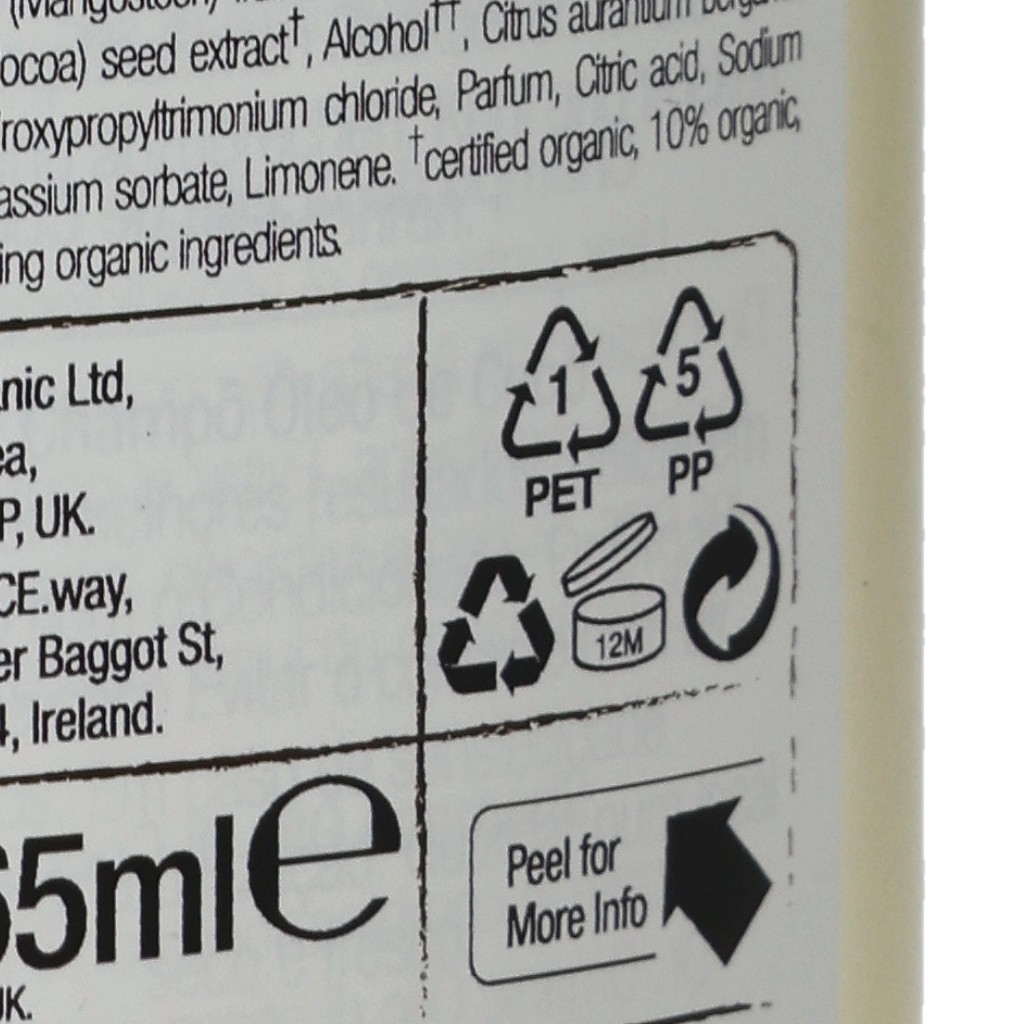 (Mangosteen)
ocoa) seed extract†, Alcohol††, Citrus aurantium
roxypropyltrimonium chloride, Parfum, Citric acid, Sodium
assium sorbate, Limonene. †certified organic, 10% organic,
ing organic ingredients.
nic Ltd,
ea,
P, UK.
CE.way,
er Baggot St,
4, Ireland.
1 5
PET PP
12M
65ml e
Peel for
More Info
UK.